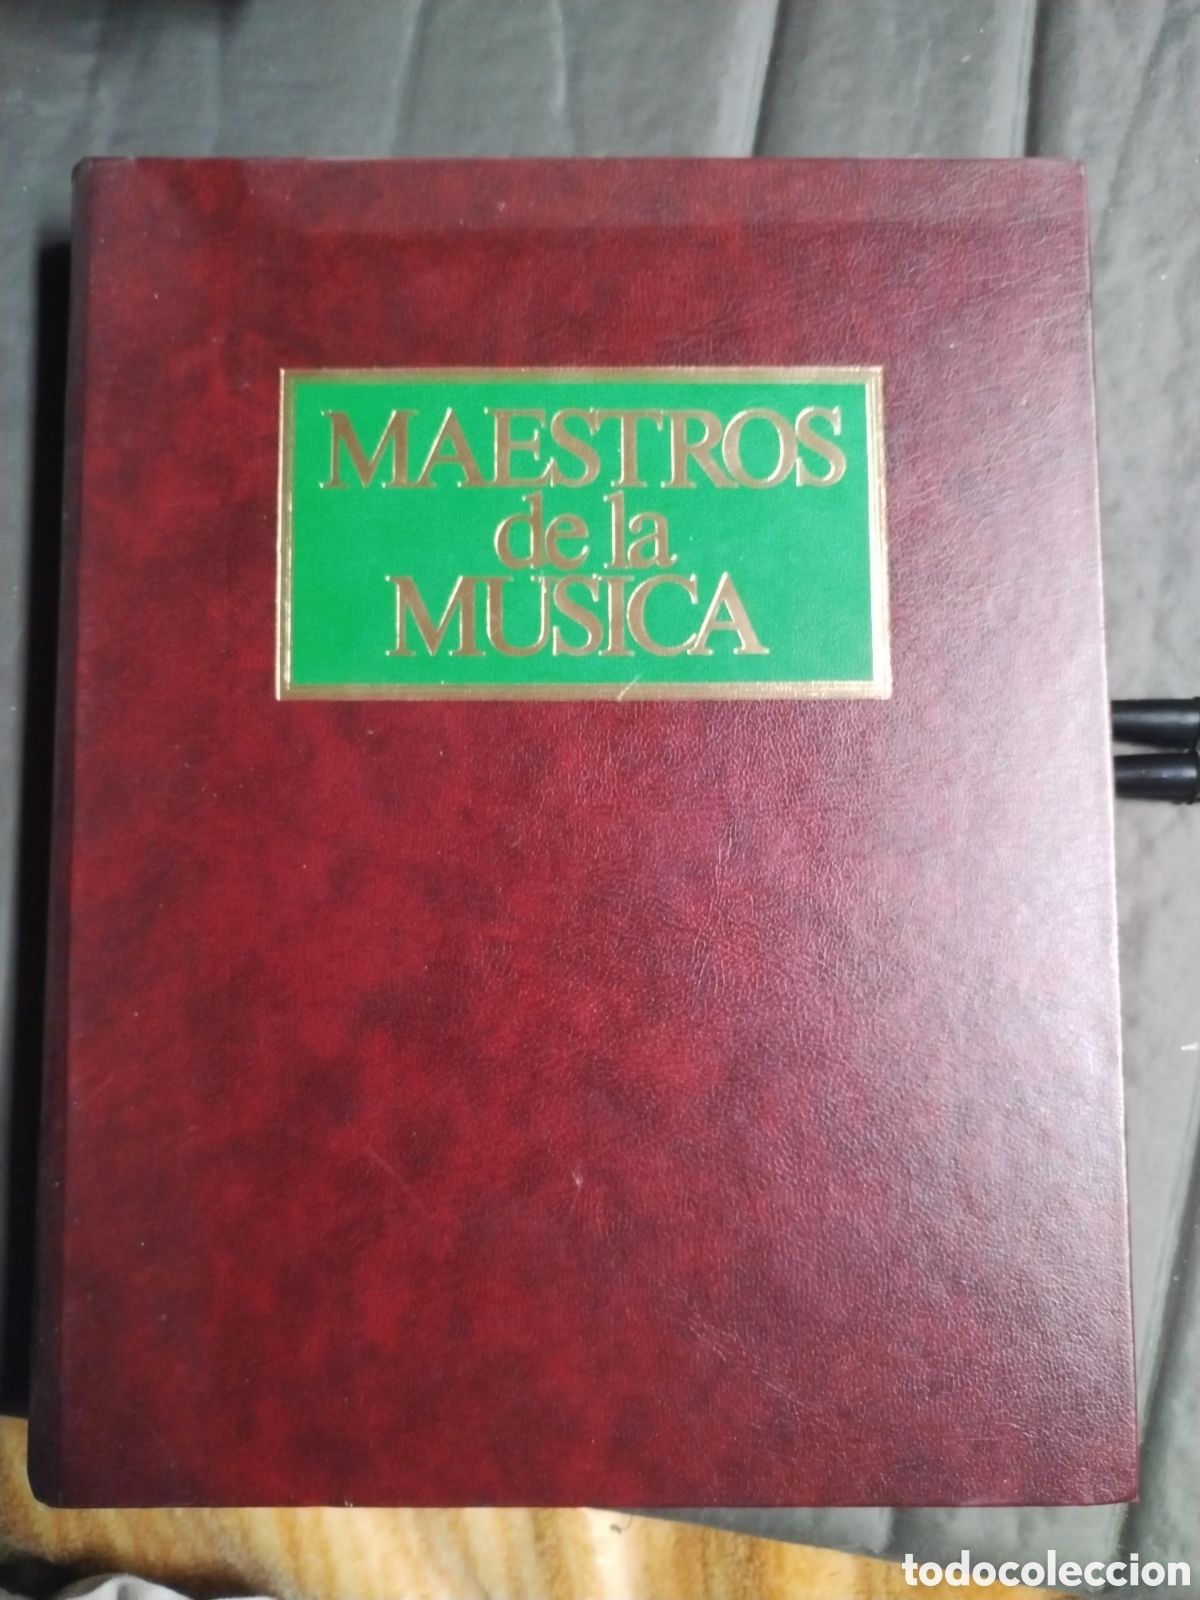 MAESTROS
de la
MUSICA
todocoleccion